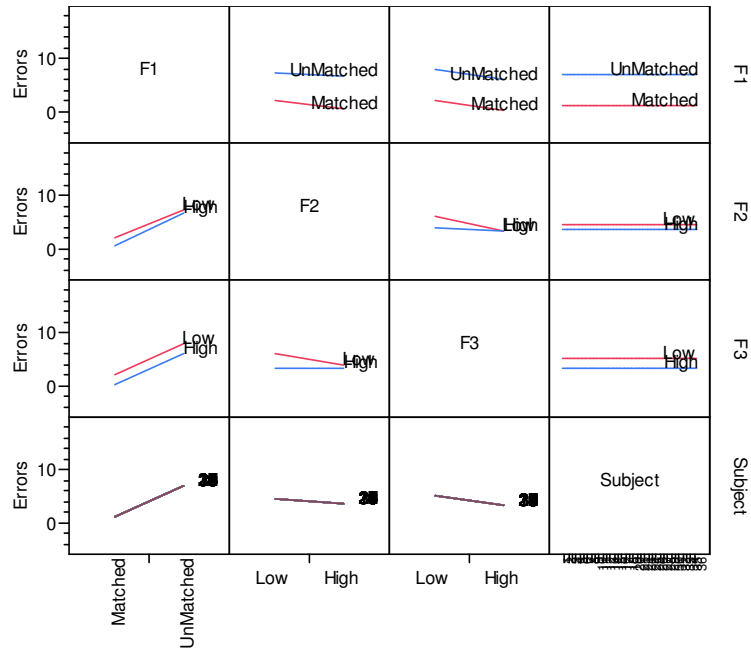 Errors
10
0
F1
UnMatched
Matched
UnMatched
Matched
UnMatched
Matched
F1
Errors
10
0
Low
High
F2
High
Low
Low
High
F2
Errors
10
0
Low
High
Low
High
F3
Low
High
F3
Errors
10
0
Subject
Subject
Matched
UnMatched
Low
High
Low
High
36